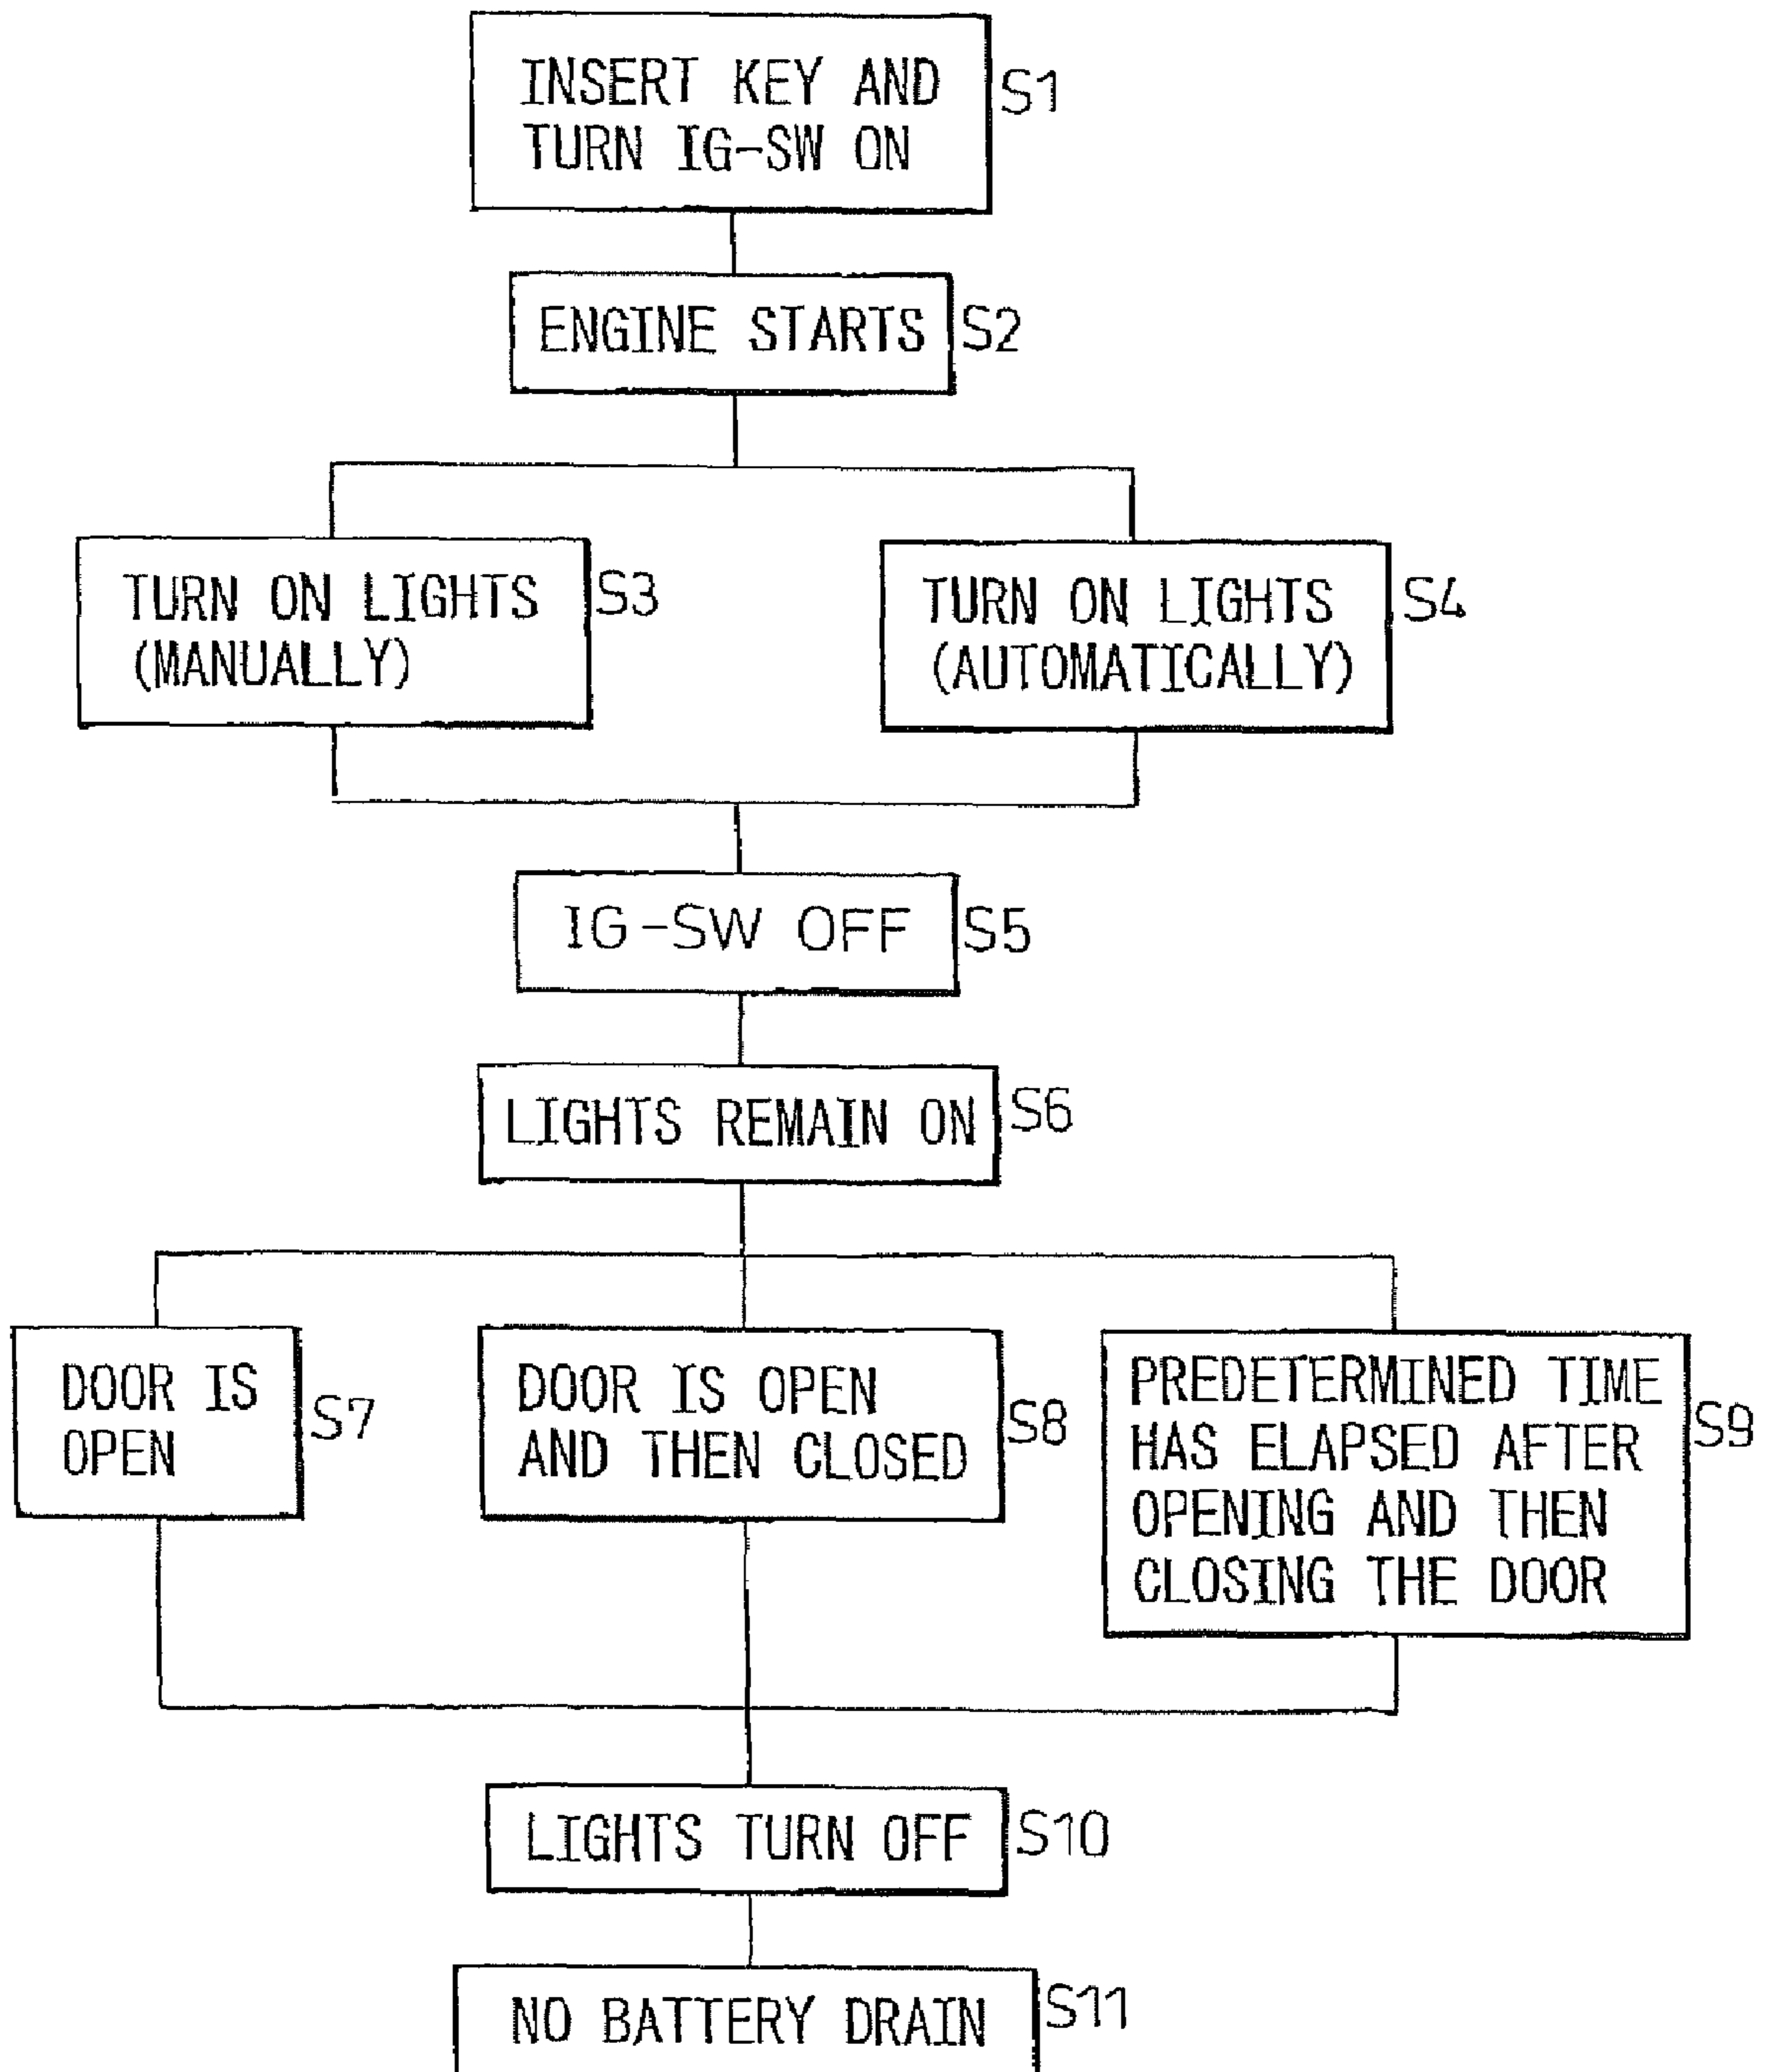 INSERT KEY AND
TURN IG-SW ON
S1
ENGINE STARTS
S2
TURN ON LIGHTS
(MANUALLY)
S3
TURN ON LIGHTS
(AUTOMATICALLY)
S4
IG-SW OFF
S5
LIGHTS REMAIN ON
S6
DOOR IS
OPEN
S7
DOOR IS OPEN
AND THEN CLOSED
S8
PREDETERMINED TIME
HAS ELAPSED AFTER
OPENING AND THEN
CLOSING THE DOOR
S9
LIGHTS TURN OFF
S10
NO BATTERY DRAIN
S11